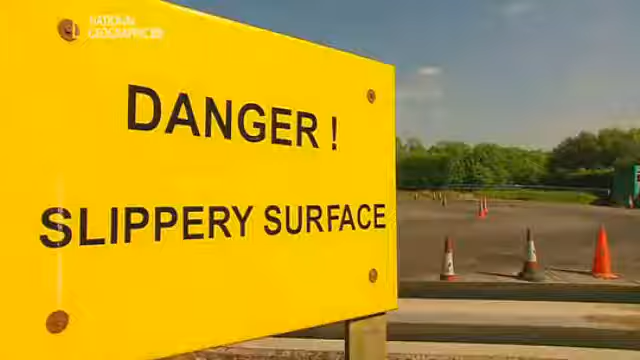 NATIONAL
GEOGRAPHIC
DANGER !
SLIPPERY SURFACE